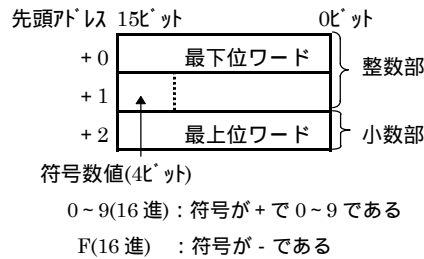 先頭ｱﾄﾞﾚｽ 15ﾋﾞｯﾄ 0ﾋﾞｯﾄ
+0 最下位ワード
整数部
+1
+2 最上位ワード 小数部
符号数値(4ﾋﾞｯﾄ)
0~9(16進)：符号が+で0~9である
F(16進) ：符号が-である